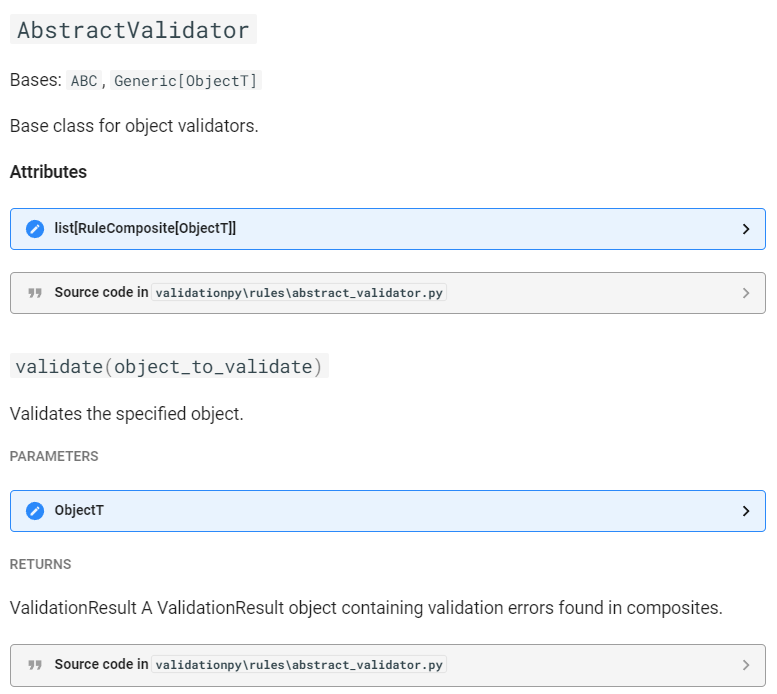 AbstractValidator
Bases: ABC, Generic[ObjectT]
Base class for object validators.
Attributes
list[RuleComposite[ObjectT]]
Source code in validationpy\rules\abstract_validator.py
validate(object_to_validate)
Validates the specified object.
PARAMETERS
ObjectT
RETURNS
ValidationResult A ValidationResult object containing validation errors found in composites.
Source code in validationpy\rules\abstract_validator.py